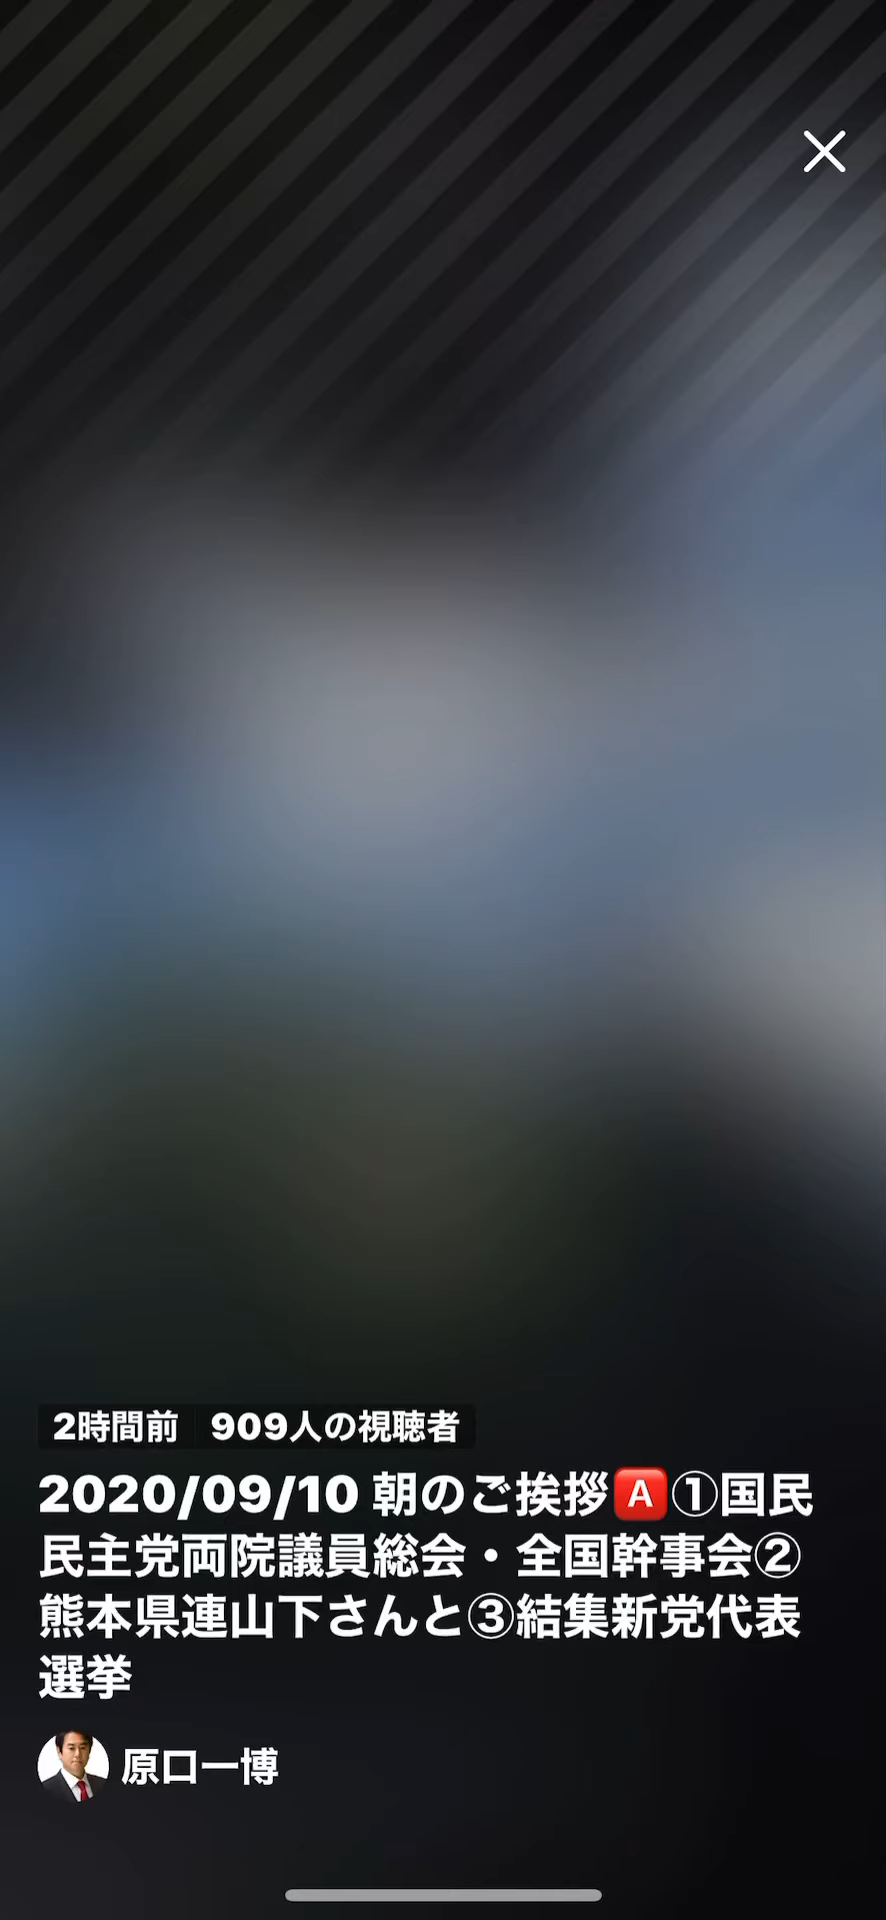 2時間前 909人の視聴者
2020/09/10 朝のご挨拶🅰️①国民
民主党両院議員総会・全国幹事会②
熊本県連山下さんと③結集新党代表
選挙
原口一博